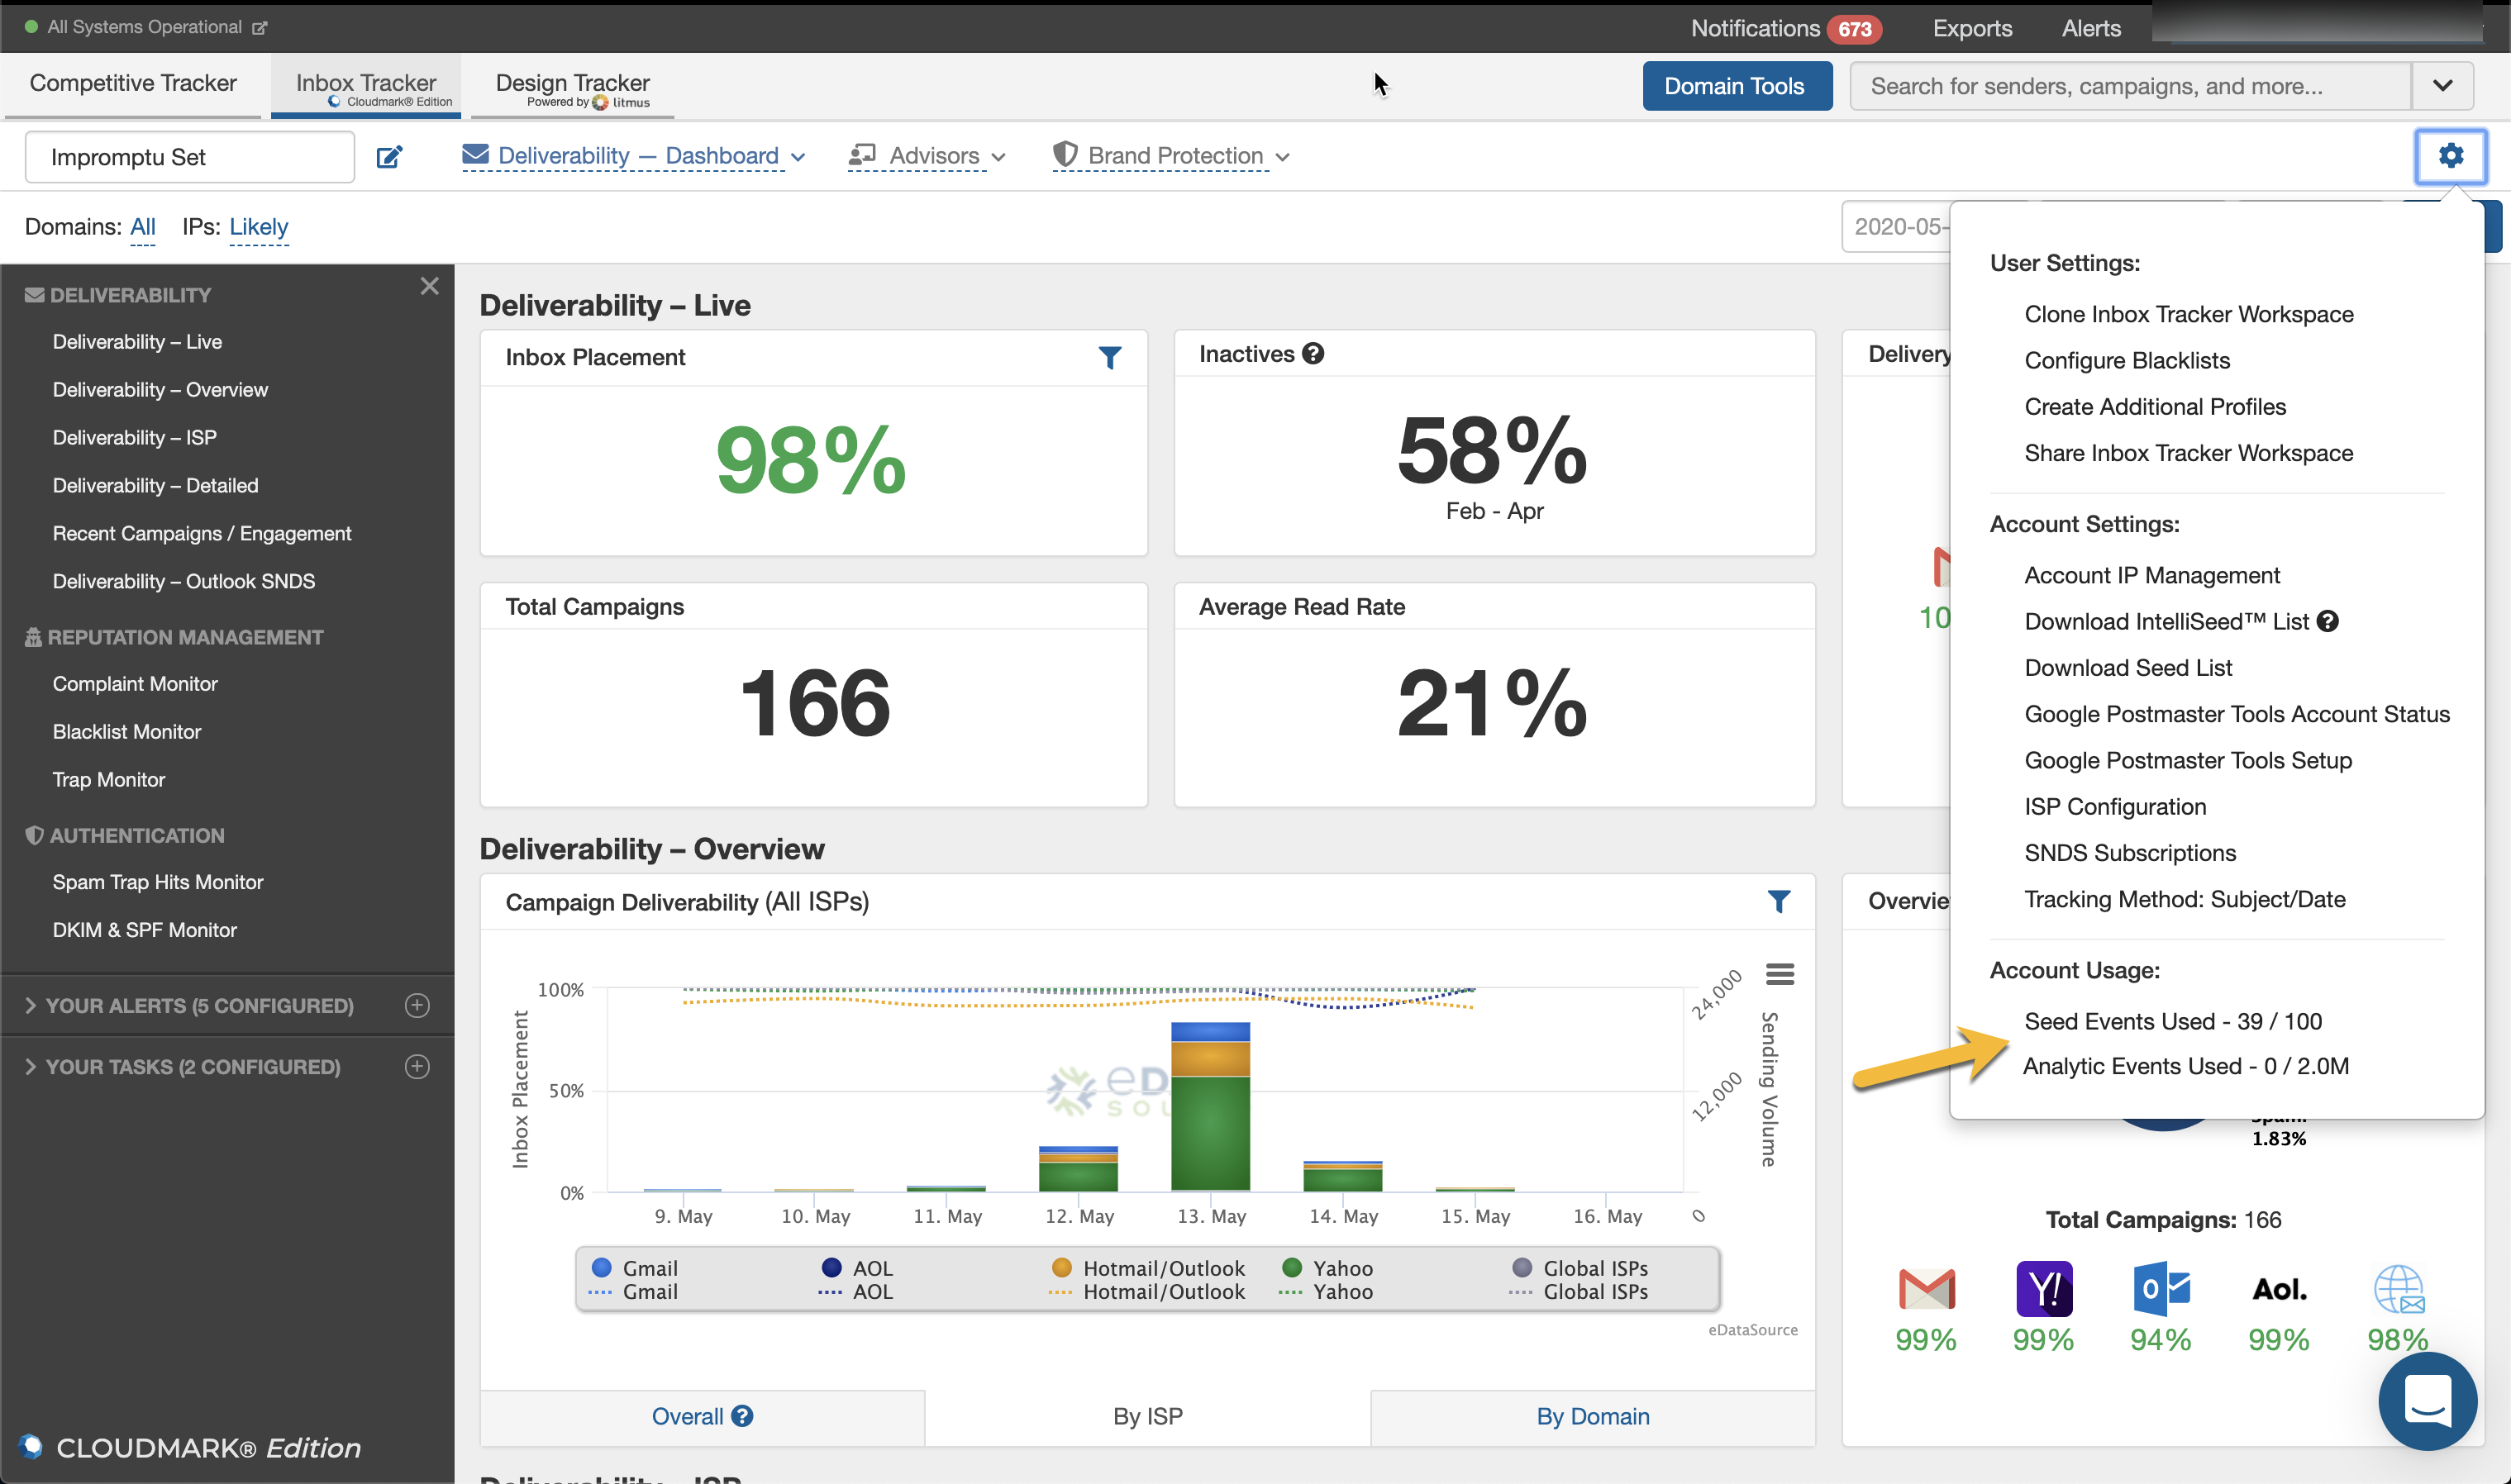 All Systems Operational
Notifications 673 Exports Alerts
Competitive Tracker
Inbox Tracker
Cloudmark® Edition
Design Tracker
Powered by litmus
Domain Tools
Search for senders, campaigns, and more...
Impromptu Set
Deliverability — Dashboard
Advisors
Brand Protection
Domains: All IPs: Likely
2020-05-
DELIVERABILITY
Deliverability – Live
Deliverability – Overview
Deliverability – ISP
Deliverability – Detailed
Recent Campaigns / Engagement
Deliverability – Outlook SNDS
REPUTATION MANAGEMENT
Complaint Monitor
Blacklist Monitor
Trap Monitor
AUTHENTICATION
Spam Trap Hits Monitor
DKIM & SPF Monitor
YOUR ALERTS (5 CONFIGURED)
YOUR TASKS (2 CONFIGURED)
CLOUDMARK® Edition
Deliverability – Live
Inbox Placement
98%
Inactives
58%
Feb - Apr
Delivery
10
Total Campaigns
166
Average Read Rate
21%
User Settings:
Clone Inbox Tracker Workspace
Configure Blacklists
Create Additional Profiles
Share Inbox Tracker Workspace
Account Settings:
Account IP Management
Download IntelliSeed™ List
Download Seed List
Google Postmaster Tools Account Status
Google Postmaster Tools Setup
ISP Configuration
SNDS Subscriptions
Tracking Method: Subject/Date
Account Usage:
Seed Events Used - 39 / 100
Analytic Events Used - 0 / 2.0M
Deliverability – Overview
Campaign Deliverability (All ISPs)
100%
50%
0%
Inbox Placement
24,000
12,000
0
Sending Volume
eD
SOU
9. May 10. May 11. May 12. May 13. May 14. May 15. May 16. May
Gmail AOL Hotmail/Outlook Yahoo Global ISPs
Gmail AOL Hotmail/Outlook Yahoo Global ISPs
eDataSource
Overall By ISP By Domain
Overvie
Spam:
1.83%
Total Campaigns: 166
Y! O Aol.
99% 99% 94% 99% 98%
Deliverability – ISP